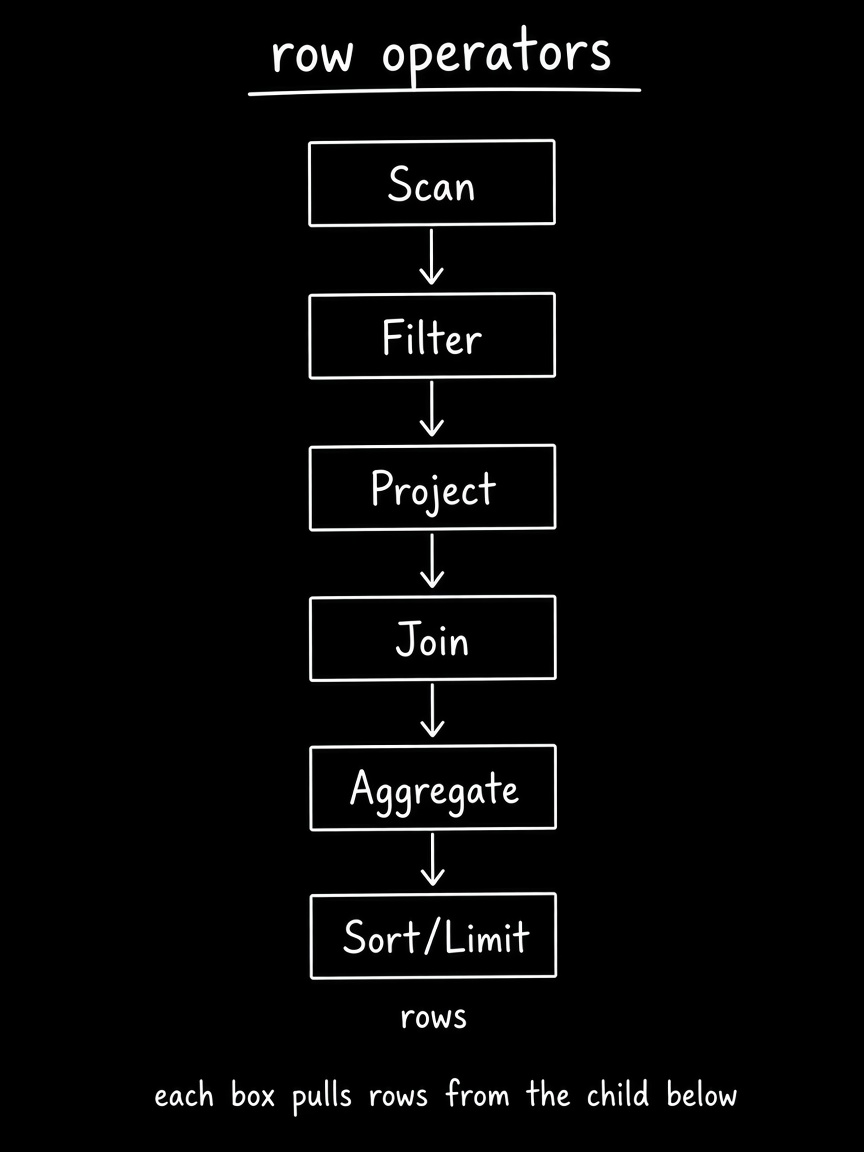 row operators
Scan
Filter
Project
Join
Aggregate
Sort/Limit
rows
each box pulls rows from the child below